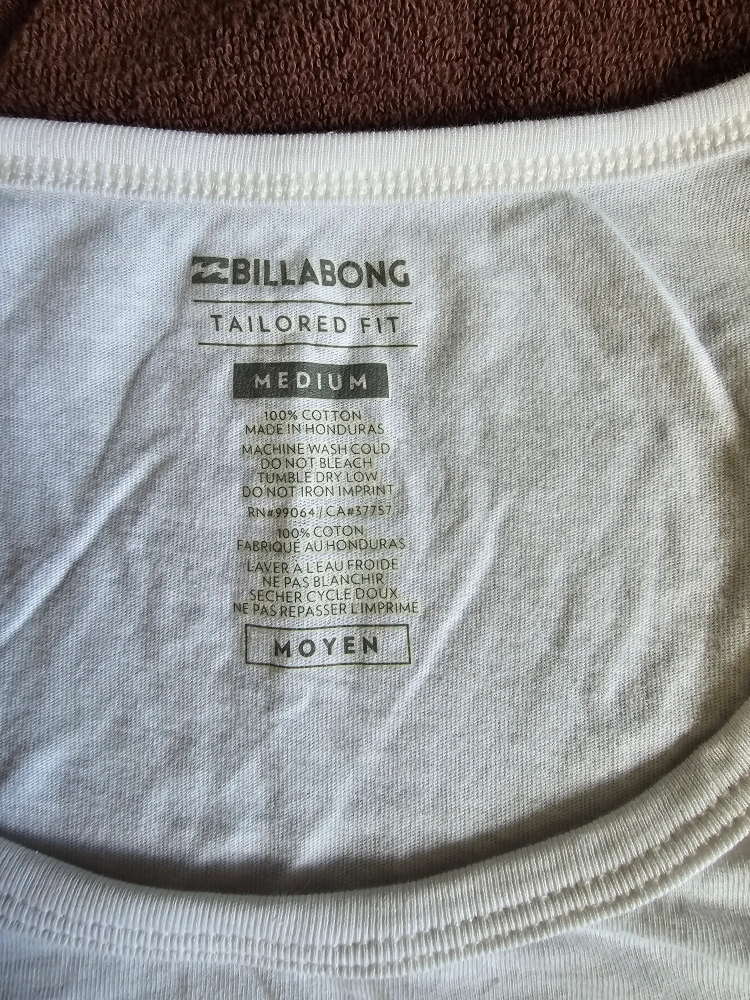 BILLABONG
TAILORED FIT
MEDIUM
100% COTTON
MADE IN HONDURAS
MACHINE WASH COLD
DO NOT BLEACH
TUMBLE DRY LOW
DO NOT IRON IMPRINT
RN#99064 / CA#37757
100% COTON
FABRIQUÉ AU HONDURAS
LAVER À L'EAU FROIDE
NE PAS BLANCHIR
SECHER CYCLE DOUX
NE PAS REPASSER L'IMPRIME
MOYEN